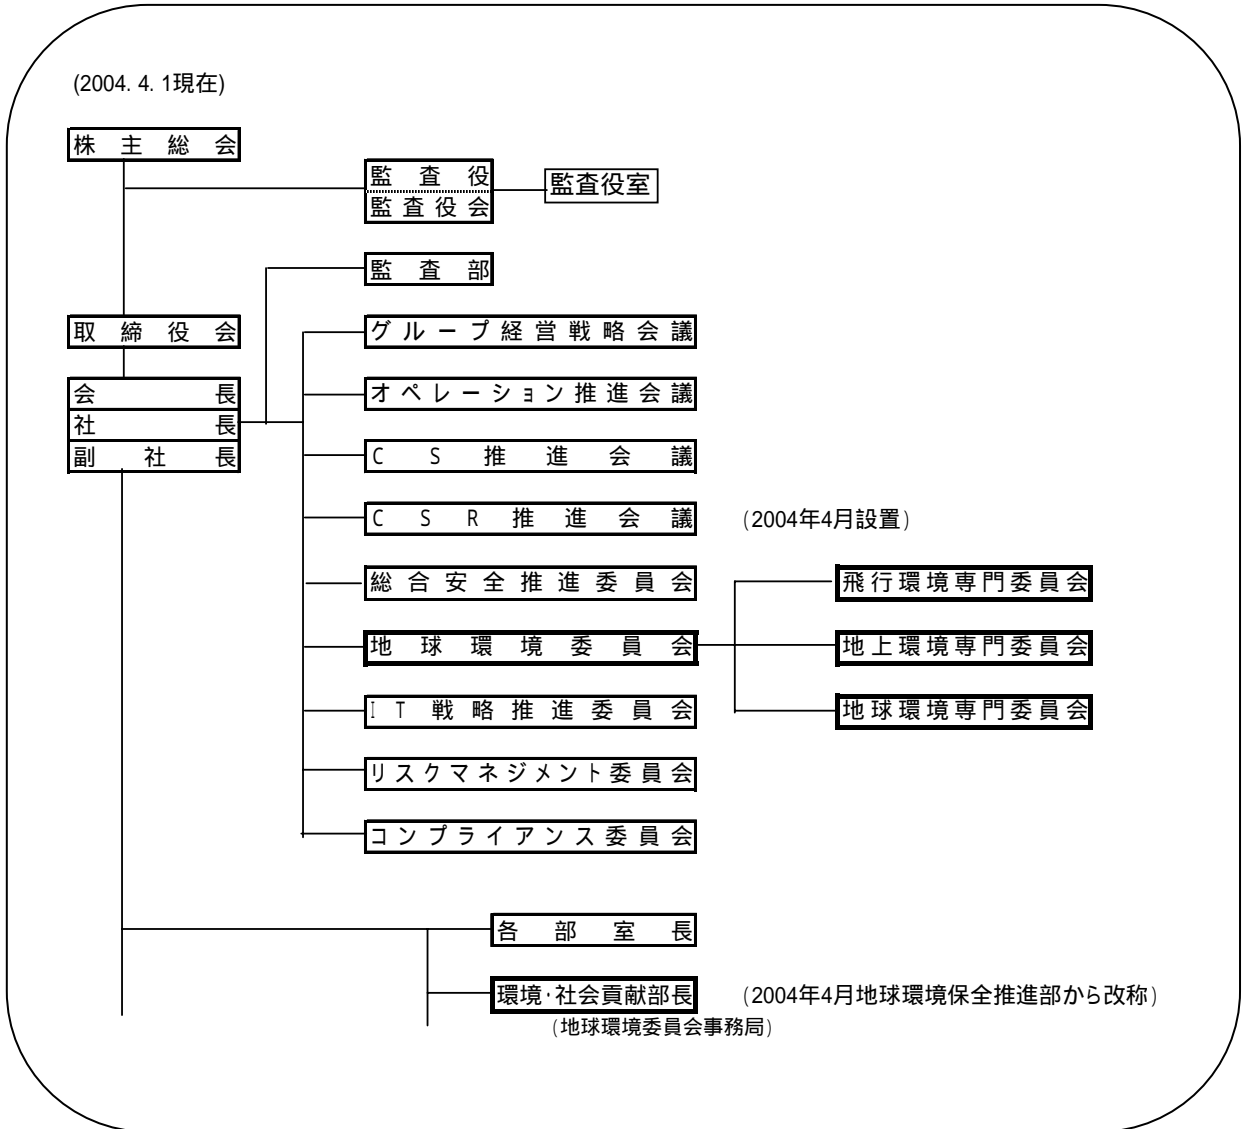 (2004. 4. 1現在)
株主総会
監査役
監査役会
監査役室
監査部
取締役会
グループ経営戦略会議
会長
社長
副社長
オペレーション推進会議
CS推進会議
CSR推進会議
(2004年4月設置)
総合安全推進委員会
飛行環境専門委員会
地球環境委員会
地上環境専門委員会
IT戦略推進委員会
地球環境専門委員会
リスクマネジメント委員会
コンプライアンス委員会
各部室長
環境・社会貢献部長
(2004年4月地球環境保全推進部から改称)
(地球環境委員会事務局)